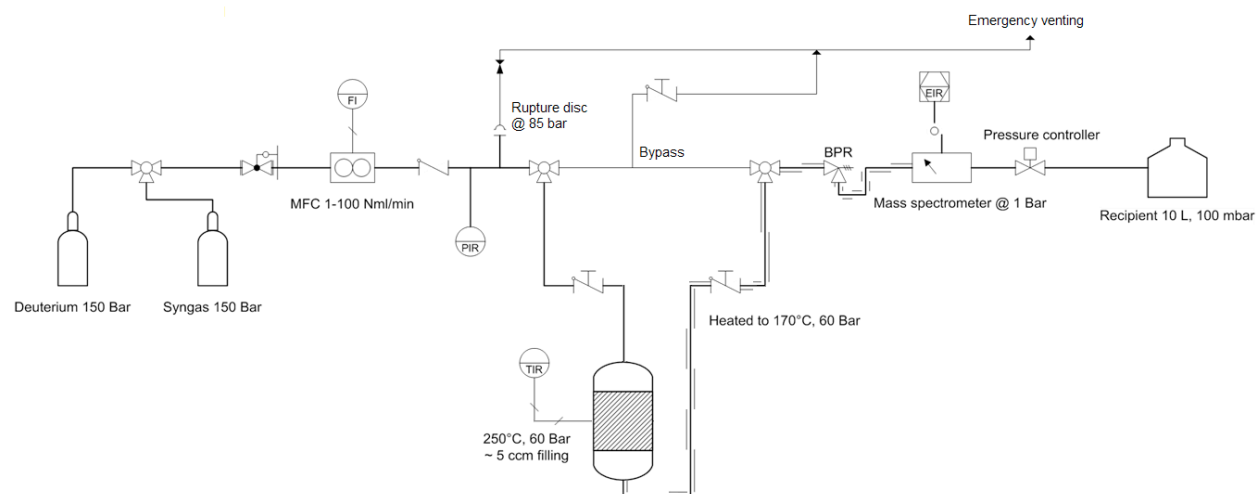 Emergency venting
EIR
FI
Rupture disc
@ 85 bar
Pressure controller
Bypass
BPR
MFC 1-100 Nml/min
Mass spectrometer @ 1 Bar
Recipient 10 L, 100 mbar
PIR
Deuterium 150 Bar
Syngas 150 Bar
Heated to 170°C, 60 Bar
TIR
250°C, 60 Bar
~ 5 ccm filling